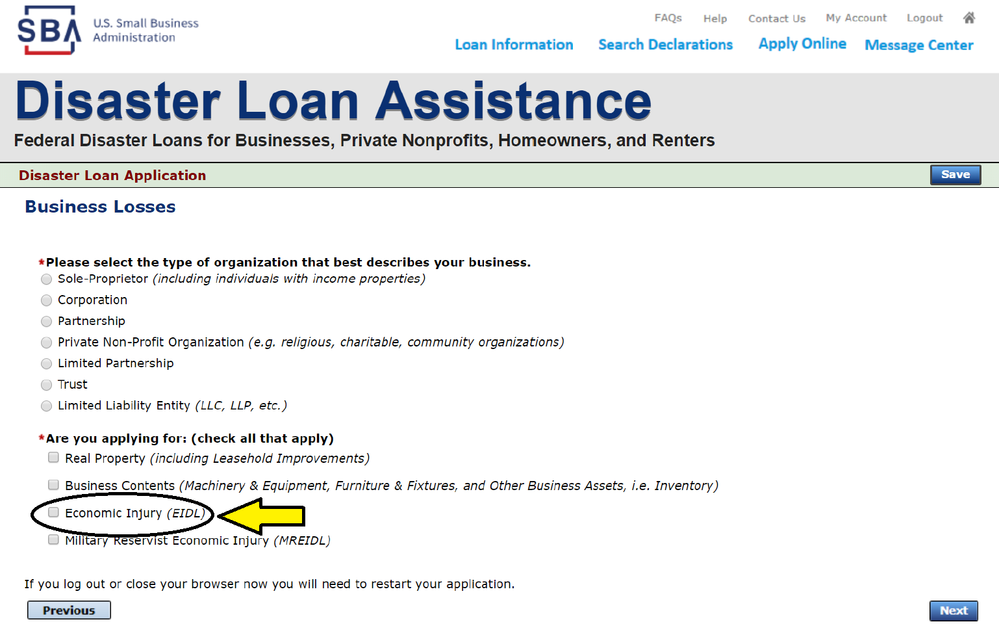 SBA
U.S. Small Business
Administration
FAQs Help Contact Us My Account Logout
Loan Information Search Declarations Apply Online Message Center
Disaster Loan Assistance
Federal Disaster Loans for Businesses, Private Nonprofits, Homeowners, and Renters
Disaster Loan Application
Save
Business Losses
*Please select the type of organization that best describes your business.
Sole-Proprietor (including individuals with income properties)
Corporation
Partnership
Private Non-Profit Organization (e.g. religious, charitable, community organizations)
Limited Partnership
Trust
Limited Liability Entity (LLC, LLP, etc.)
*Are you applying for: (check all that apply)
Real Property (including Leasehold Improvements)
Business Contents (Machinery & Equipment, Furniture & Fixtures, and Other Business Assets, i.e. Inventory)
Economic Injury (EIDL)
Military Reservist Economic Injury (MREIDL)
If you log out or close your browser now you will need to restart your application.
Previous
Next